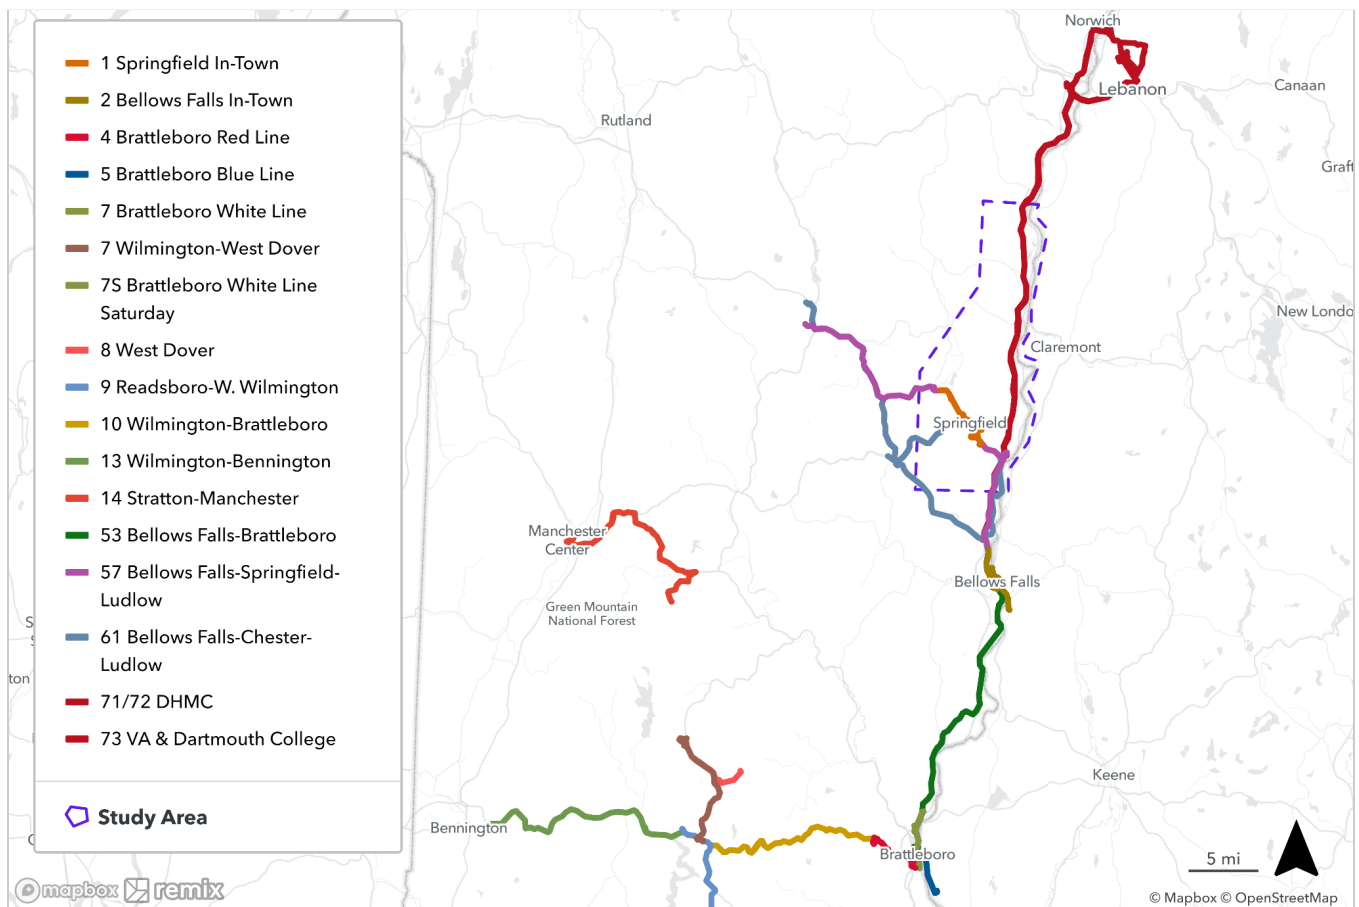 1 Springfield In-Town
2 Bellows Falls In-Town
4 Brattleboro Red Line
5 Brattleboro Blue Line
7 Brattleboro White Line
7 Wilmington-West Dover
7S Brattleboro White Line
Saturday
8 West Dover
9 Readsboro-W. Wilmington
10 Wilmington-Brattleboro
13 Wilmington-Bennington
14 Stratton-Manchester
53 Bellows Falls-Brattleboro
57 Bellows Falls-Springfield-
Ludlow
61 Bellows Falls-Chester-
Ludlow
71/72 DHMC
73 VA & Dartmouth College
Study Area
mapbox remix
Norwich
Lebanon
Canaan
Rutland
Graft
New Londo
Claremont
Springfield
Manchester
Center
Bellows Falls
Green Mountain
National Forest
ton
Keene
Bennington
Brattleboro
5 mi
© Mapbox © OpenStreetMap